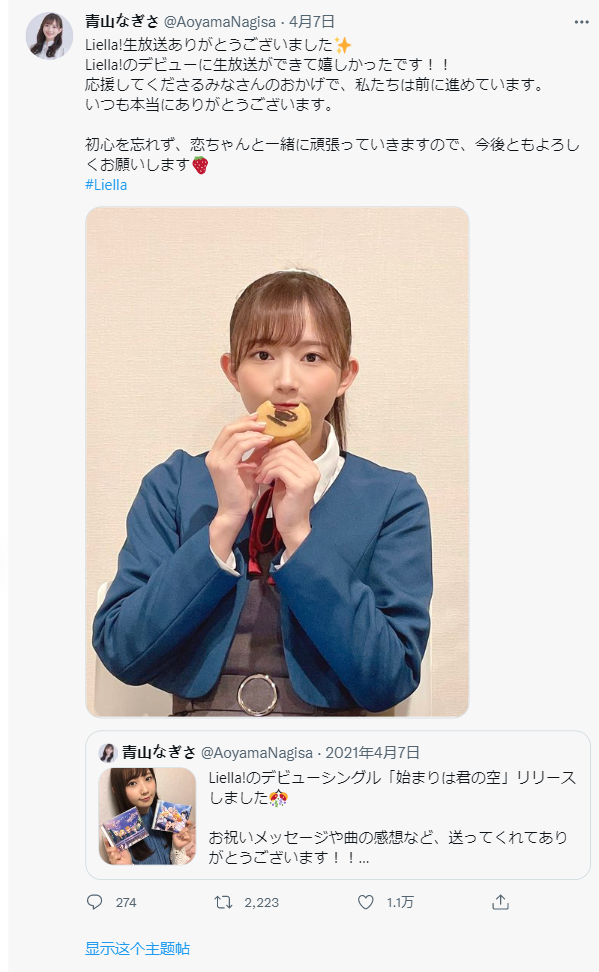 青山なぎさ @AoyamaNagisa · 4月7日
Liella!生放送ありがとうございました✨
Liella!のデビューに生放送ができて嬉しかったです！！
応援してくださるみなさんのおかげで、私たちは前に進めています。
いつも本当にありがとうございます。
初心を忘れず、恋ちゃんと一緒に頑張っていきますので、今後ともよろし
くお願いします🍓
#Liella
青山なぎさ @AoyamaNagisa · 2021年4月7日
Liella!のデビューシングル「始まりは君の空」リリース
しました🎊
お祝いメッセージや曲の感想など、送ってくれてあり
がとうございます！！...
274
2,223
1.1万
显示这个主题帖